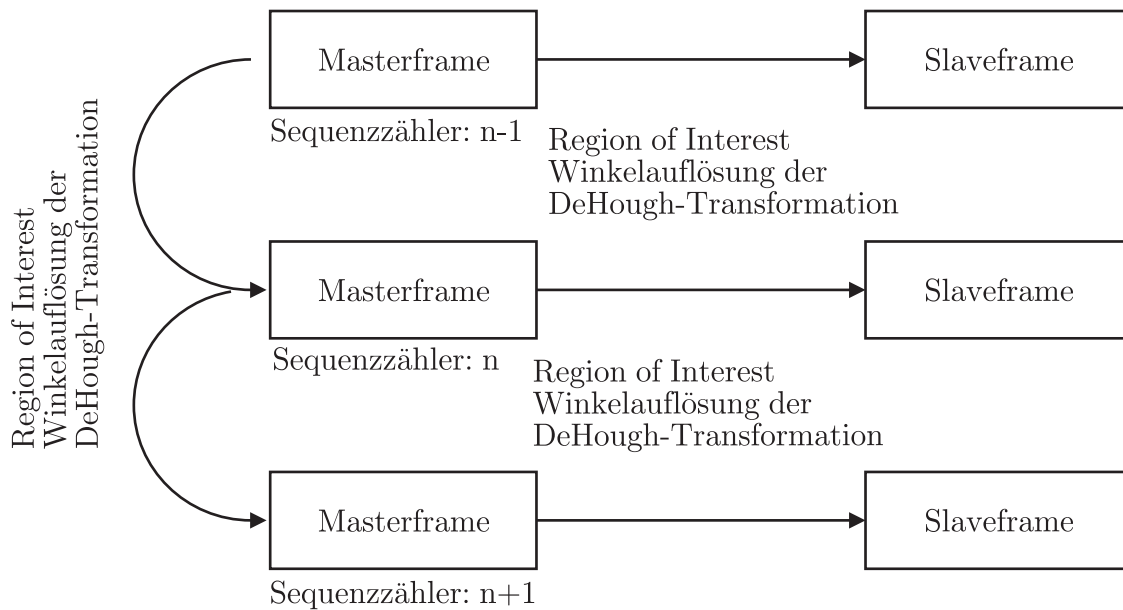 Masterframe
Slaveframe
Sequenzzähler: n-1
Region of Interest
Winkelauflösung der
DeHough-Transformation
Region of Interest
Winkelauflösung der
DeHough-Transformation
Masterframe
Slaveframe
Sequenzzähler: n
Region of Interest
Winkelauflösung der
DeHough-Transformation
Masterframe
Slaveframe
Sequenzzähler: n+1